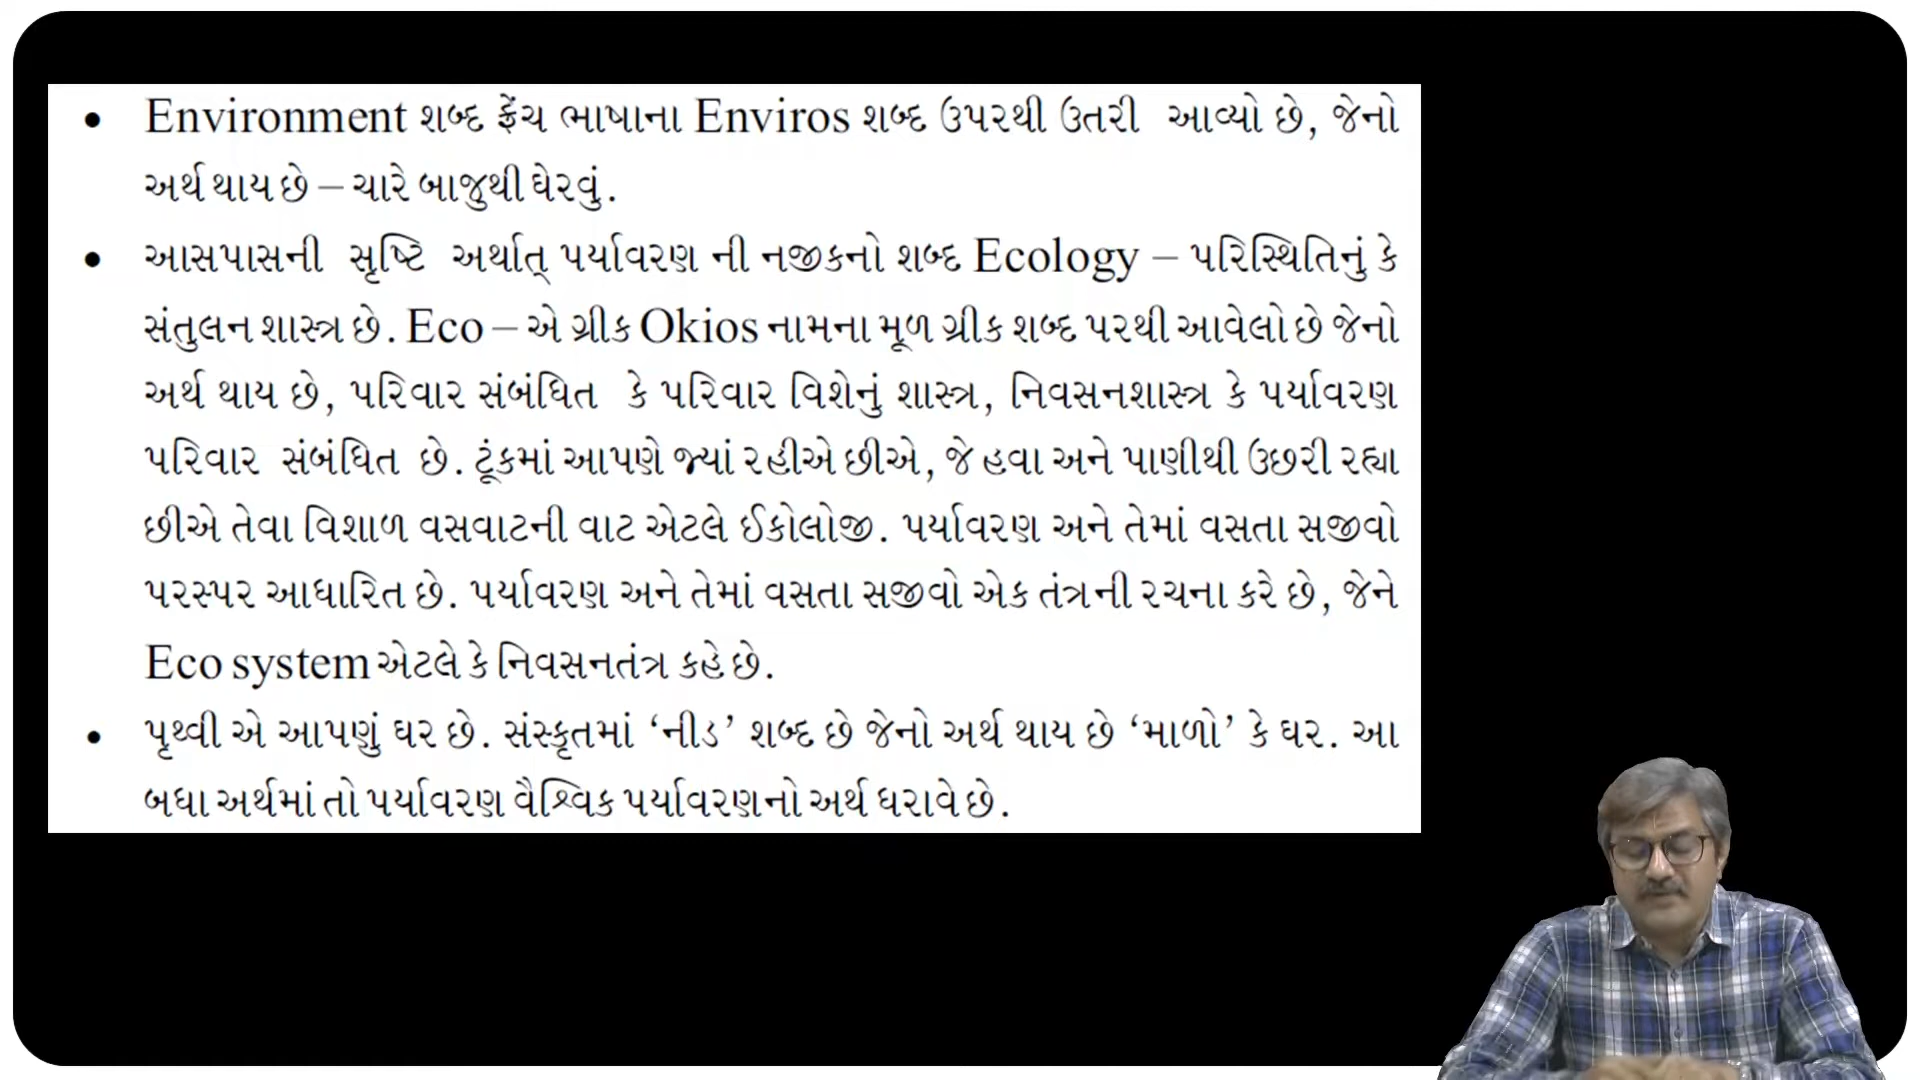 • Environment શબ્દ ફ્રેંચ ભાષાના Enviros શબ્દ ઉપરથી ઉતરી આવ્યો છે, જેનો
અર્થ થાય છે – ચારે બાજુથી ઘેરવું.
• આસપાસની સૃષ્ટિ અર્થાત્ પર્યાવરણ ની નજીકનો શબ્દ Ecology – પરિસ્થિતિનું કે
સંતુલન શાસ્ત્ર છે. Eco – એ ગ્રીક Okios નામના મૂળ ગ્રીક શબ્દ પરથી આવેલો છે જેનો
અર્થ થાય છે, પરિવાર સંબંધિત કે પરિવાર વિશેનું શાસ્ત્ર, નિવસનશાસ્ત્ર કે પર્યાવરણ
પરિવાર સંબંધિત છે. ટૂંકમાં આપણે જ્યાં રહીએ છીએ, જે હવા અને પાણીથી ઉછરી રહ્યા
છીએ તેવા વિશાળ વસવાટની વાટ એટલે ઈકોલોજી. પર્યાવરણ અને તેમાં વસતા સજીવો
પરસ્પર આધારિત છે. પર્યાવરણ અને તેમાં વસતા સજીવો એક તંત્રની રચના કરે છે, જેને
Eco system એટલે કે નિવસનતંત્ર કહે છે.
• પૃથ્વી એ આપણું ઘર છે. સંસ્કૃતમાં ‘નીડ’ શબ્દ છે જેનો અર્થ થાય છે ‘માળો’ કે ઘર. આ
બધા અર્થમાં તો પર્યાવરણ વૈશ્વિક પર્યાવરણનો અર્થ ધરાવે છે.